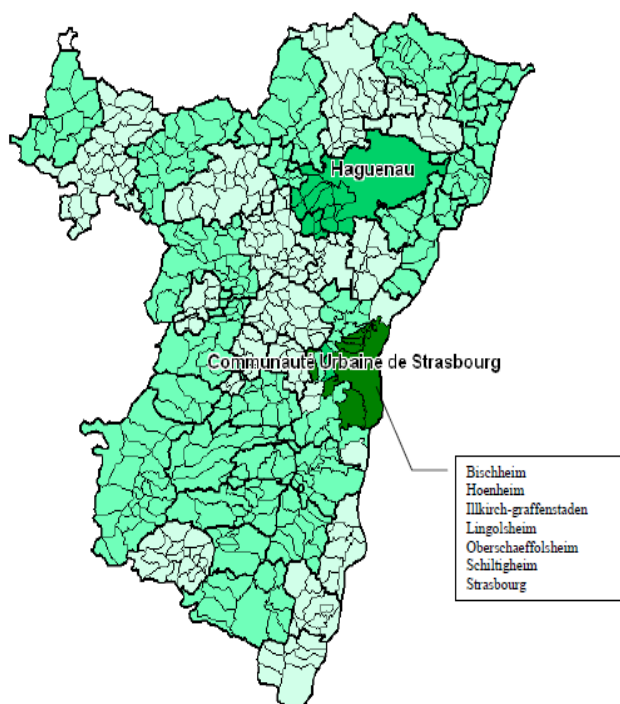 Haguenau
Communauté Urbaine de Strasbourg
Bischheim
Hoenheim
Illkirch-graffenstaden
Lingolsheim
Oberschaeffolsheim
Schiltigheim
Strasbourg